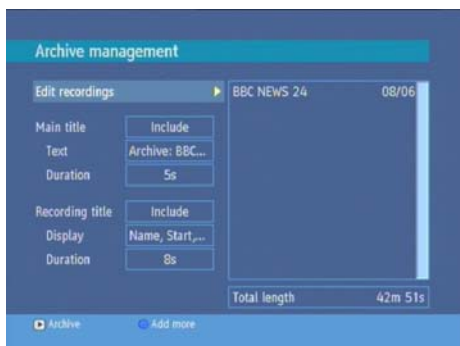 Archive management
Edit recordings
BBC NEWS 24 08/06
Main title Include
Text Archive: BBC...
Duration 5s
Recording title Include
Display Name, Start,...
Duration 8s
Total length 42m 51s
Archive Add more